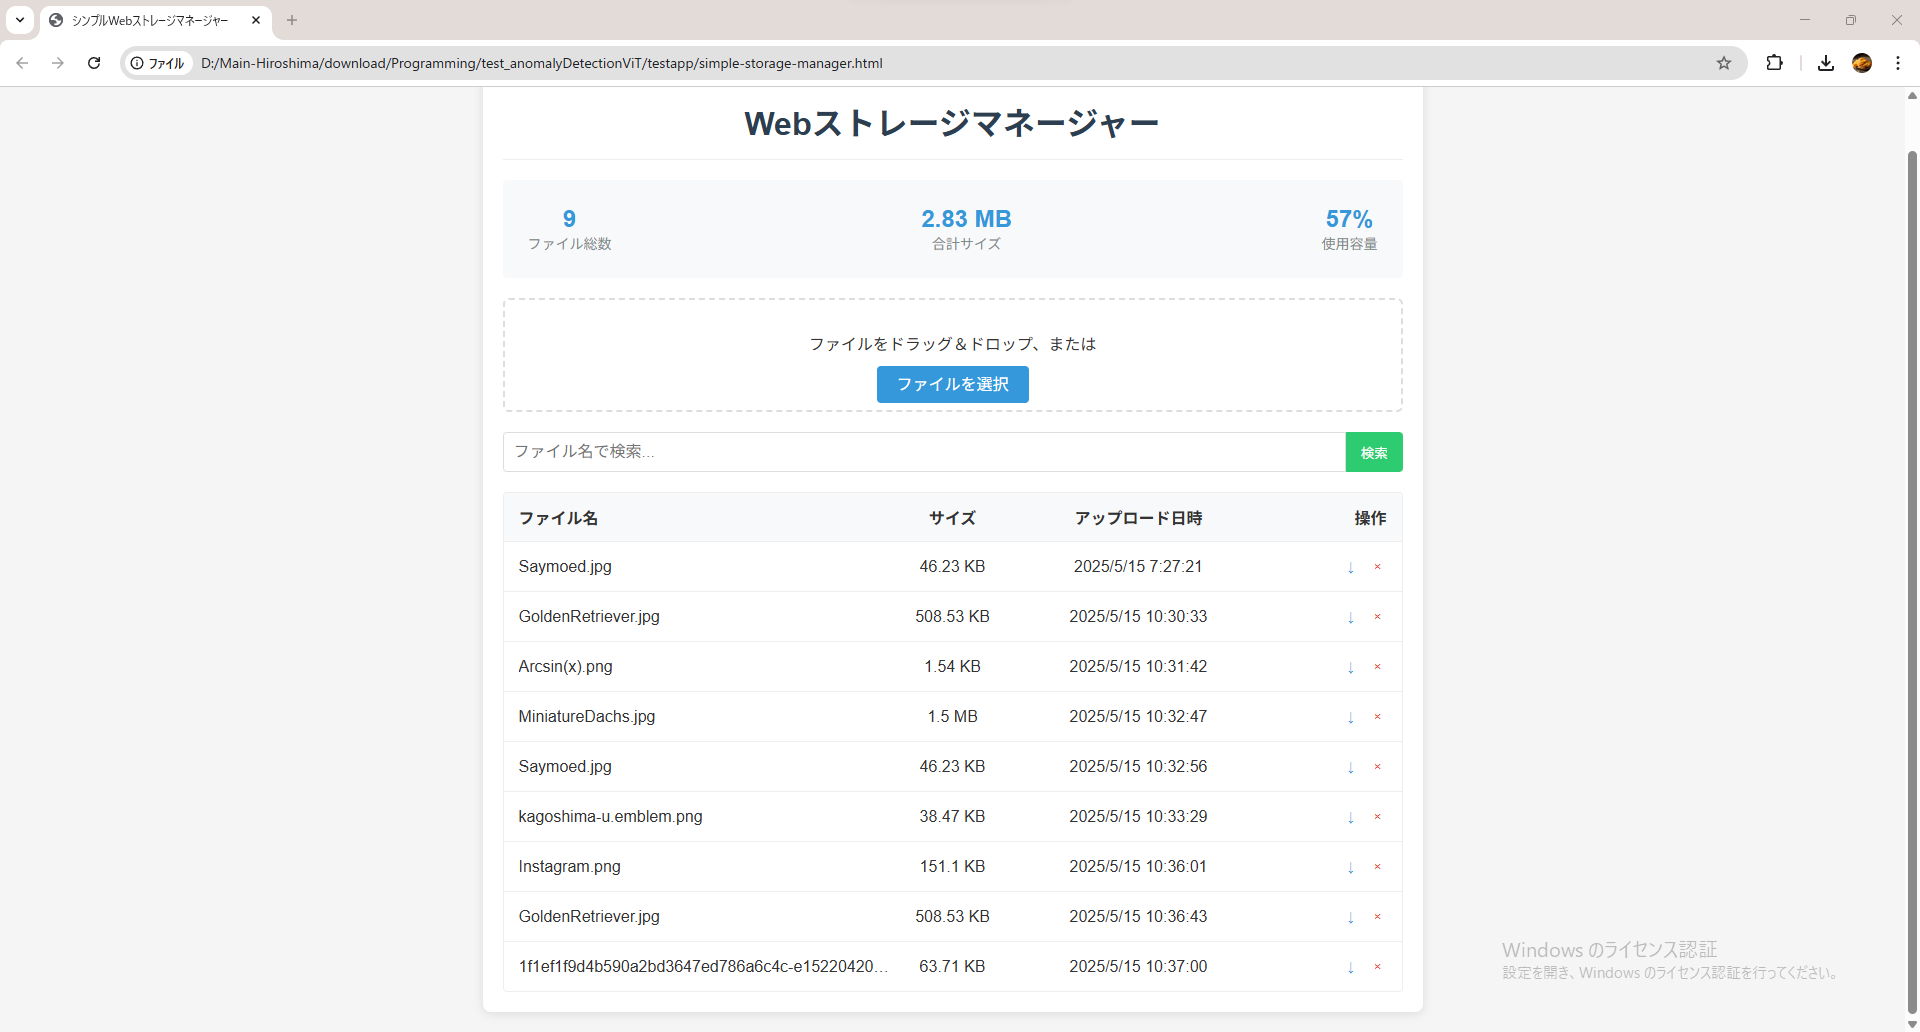 シンプルWebストレージマネージャー
ファイル D:/Main-Hiroshima/download/Programming/test_anomalyDetectionViT/testapp/simple-storage-manager.html
Webストレージマネージャー
9 2.83 MB 57%
ファイル総数 合計サイズ 使用容量
ファイルをドラッグ＆ドロップ、または
ファイルを選択
ファイル名で検索... 検索
ファイル名 サイズ アップロード日時 操作
Saymoed.jpg 46.23 KB 2025/5/15 7:27:21 ↓ ×
GoldenRetriever.jpg 508.53 KB 2025/5/15 10:30:33 ↓ ×
Arcsin(x).png 1.54 KB 2025/5/15 10:31:42 ↓ ×
MiniatureDachs.jpg 1.5 MB 2025/5/15 10:32:47 ↓ ×
Saymoed.jpg 46.23 KB 2025/5/15 10:32:56 ↓ ×
kagoshima-u.emblem.png 38.47 KB 2025/5/15 10:33:29 ↓ ×
Instagram.png 151.1 KB 2025/5/15 10:36:01 ↓ ×
GoldenRetriever.jpg 508.53 KB 2025/5/15 10:36:43 ↓ ×
1f1ef1f9d4b590a2bd3647ed786a6c4c-e15220420... 63.71 KB 2025/5/15 10:37:00 ↓ ×
Windows のライセンス認証
設定を開き、Windows のライセンス認証を行ってください。